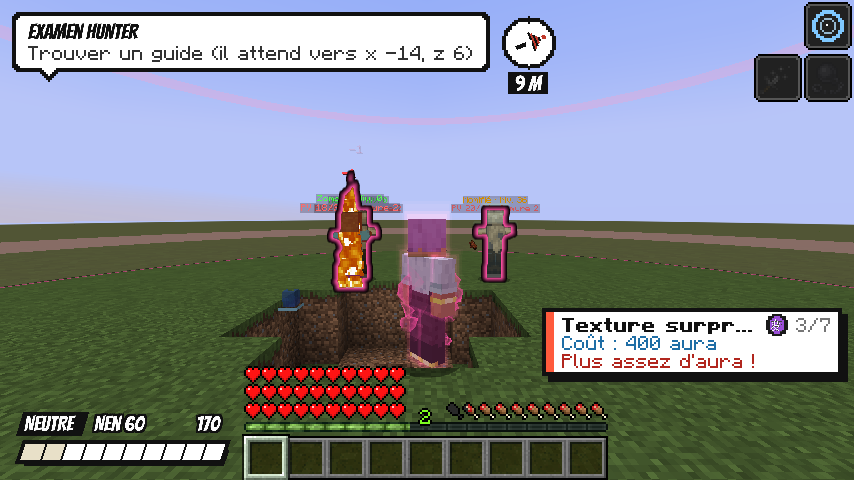 EXAMEN HUNTER
Trouver un guide (il attend vers x -14, z 6)
9 M
-1
Texture surpr... 3/7
Coût : 400 aura
Plus assez d'aura !
NEUTRE NEN 60 170
2